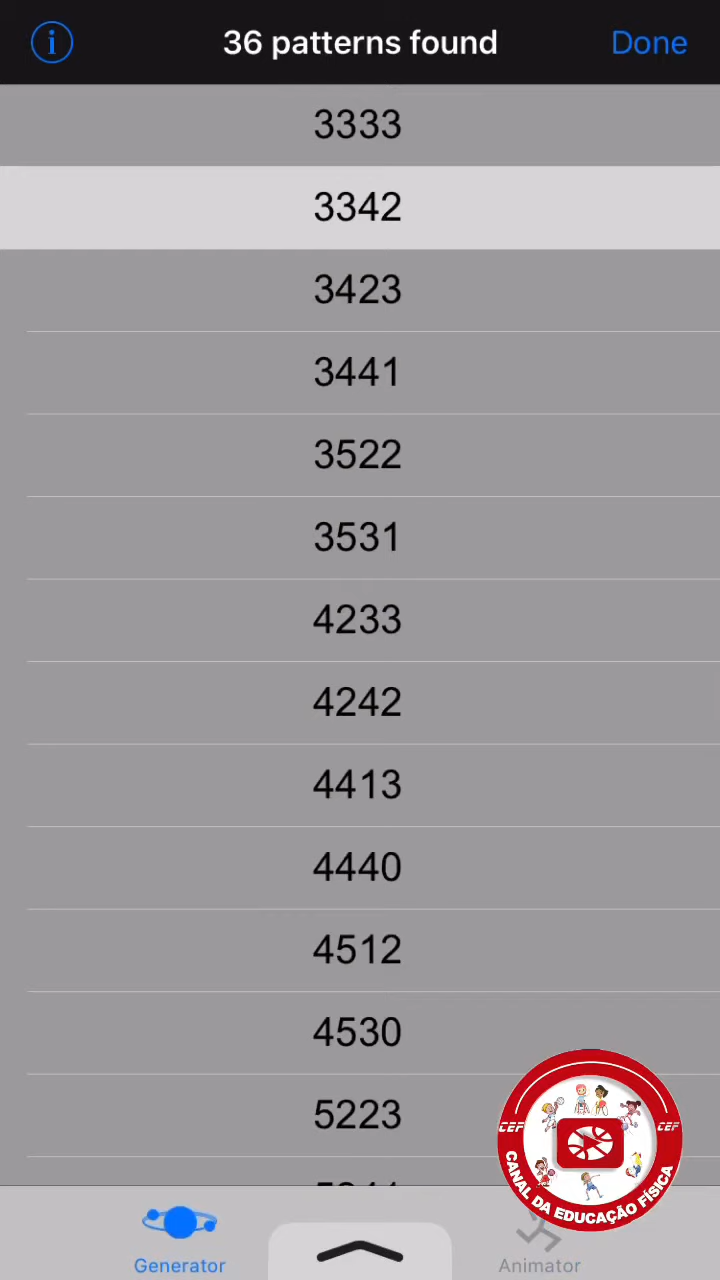 i
36 patterns found
Done
3333
3342
3423
3441
3522
3531
4233
4242
4413
4440
4512
4530
5223
CEF
CEF
CANAL DA EDUCAÇÃO FÍSICA
Generator
Animator